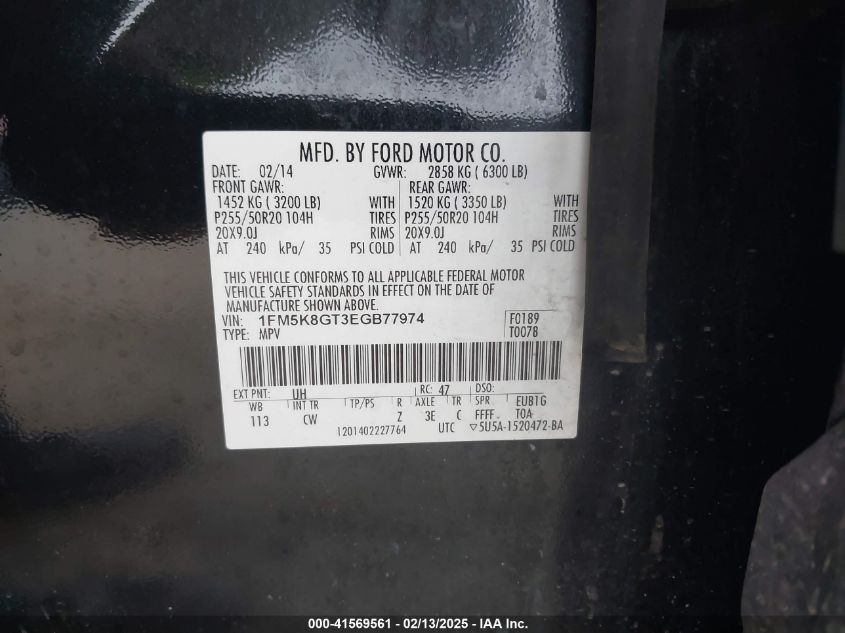 MFD. BY FORD MOTOR CO.
DATE: 02/14 GVWR: 2858 KG ( 6300 LB)
FRONT GAWR: REAR GAWR:
1452 KG ( 3200 LB) WITH 1520 KG ( 3350 LB) WITH
P255/50R20 104H TIRES P255/50R20 104H TIRES
20X9.0J RIMS 20X9.0J RIMS
AT 240 kPa/ 35 PSI COLD AT 240 kPa/ 35 PSI COLD
THIS VEHICLE CONFORMS TO ALL APPLICABLE FEDERAL MOTOR
VEHICLE SAFETY STANDARDS IN EFFECT ON THE DATE OF
MANUFACTURE SHOWN ABOVE.
VIN: 1FM5K8GT3EGB77974 F0189
TYPE: MPV T0078
EXT PNT: UH RC: 47 DSO:
WB INT TR TP/PS R AXLE TR SPR EUBTG
113 CW Z 3E C FFFF TOA
1201402227764 UTC ▽5U5A-1520472-BA
000-41569561 / 02/13/2025 - IAA Inc.